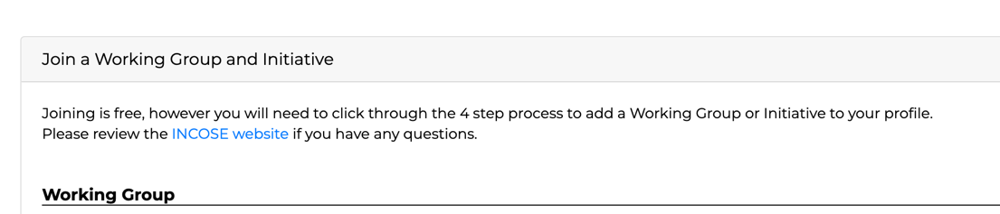 Join a Working Group and Initiative
Joining is free, however you will need to click through the 4 step process to add a Working Group or Initiative to your profile.
Please review the INCOSE website if you have any questions.
Working Group